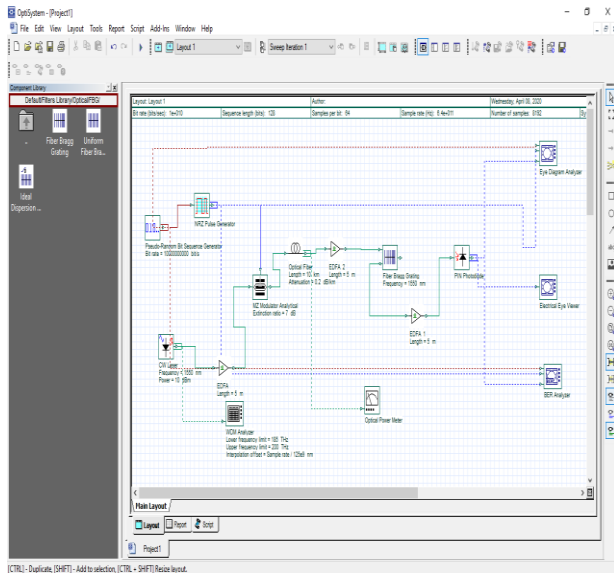 OptiSystem - [Project1]
File Edit View Layout Tools Report Script Add-Ins Window Help
Layout 1
Sweep Iteration 1
Component Library
Default/Filters Library/Optical/FBG/
Fiber Bragg Grating
Uniform Fiber Bra...
Ideal Dispersion ...
Layout: Layout 1
Author:
Wednesday, April 08, 2020
Bit rate (bits/sec): 1e+010
Sequence length (bits): 128
Samples per bit: 64
Sample rate (Hz): 6.4e+011
Number of samples: 8192
Sy
Eye Diagram Analyzer
NRZ Pulse Generator
Pseudo-Random Bit Sequence Generator
Bit rate = 10000000000 bits/s
Optical Fiber
Length = 10 km
Attenuation = 0.2 dB/km
EDFA_2
Length = 5 m
Fiber Bragg Grating
Frequency = 1550 nm
PIN Photodiode
MZ Modulator Analytical
Extinction ratio = 7 dB
Electrical Eye Viewer
EDFA_1
Length = 5 m
CW Laser
Frequency = 1550 nm
Power = 10 dBm
EDFA
Length = 5 m
BER Analyzer
Optical Power Meter
WDM Analyzer
Lower frequency limit = 185 THz
Upper frequency limit = 200 THz
Interpolation offset = Sample rate / 125e9 nm
Main Layout
Layout
Report
Script
Project1
[CTRL] - Duplicate, [SHIFT] - Add to selection, [CTRL + SHIFT] Resize layout.